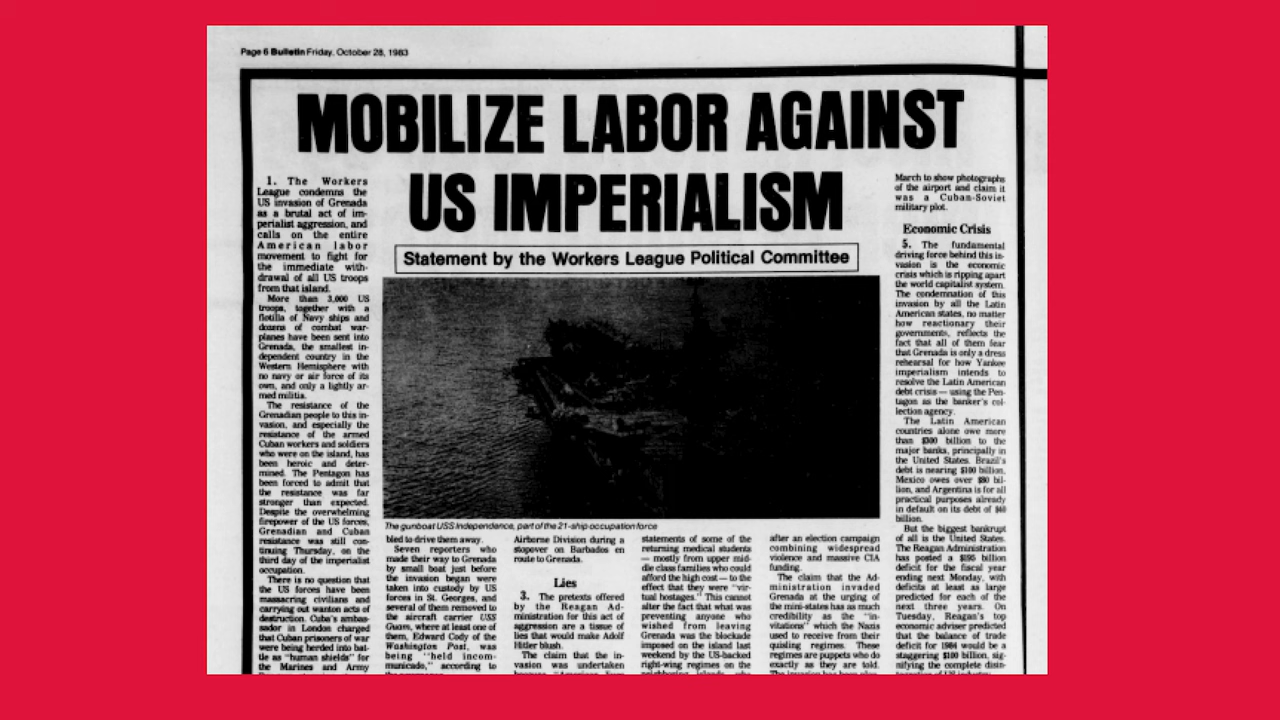 Page 6 Bulletin Friday, October 28, 1983
MOBILIZE LABOR AGAINST
US IMPERIALISM
Statement by the Workers League Political Committee
1. The Workers
League condemns the
US invasion of Grenada
as a brutal act of im-
perialist aggression, and
calls on the entire
American labor
movement to fight for
the immediate with-
drawal of all US troops
from that island.
More than 3,000 US
troops, together with a
flotilla of Navy ships and
dozens of combat war-
planes have been sent into
Grenada, the smallest in-
dependent country in the
Western Hemisphere with
no navy or air force of its
own, and only a lightly ar-
med militia.
The resistance of the
Grenadian people to this in-
vasion, and especially the
resistance of the armed
Cuban workers and soldiers
who were on the island, has
been heroic and deter-
mined. The Pentagon has
been forced to admit that
the resistance was far
stronger than expected.
Despite the overwhelming
firepower of the US forces,
Grenadian and Cuban
resistance was still con-
tinuing Thursday, on the
third day of the imperialist
occupation.
There is no question that
the US forces have been
massacring civilians and
carrying out wanton acts of
destruction. Cuba's ambas-
sador in London charged
that Cuban prisoners of war
were being herded into bat-
tle as "human shields" for
the Marines and Army
The gunboat USS Independence, part of the 21-ship occupation force
bled to drive them away.
Seven reporters who
made their way to Grenada
by small boat just before
the invasion began were
taken into custody by US
forces in St. Georges, and
several of them removed to
the aircraft carrier USS
Guam, where at least one of
them, Edward Cody of the
Washington Post, was
being "held incom-
municado," according to
Airborne Division during a
stopover on Barbados en
route to Grenada.
Lies
3. The pretexts offered
by the Reagan Ad-
ministration for this act of
aggression are a tissue of
lies that would make Adolf
Hitler blush.
The claim that the in-
vasion was undertaken
statements of some of the
returning medical students
— mostly from upper mid-
dle class families who could
afford the high cost — to the
effect that they were "vir-
tual hostages." This cannot
alter the fact that what was
preventing anyone who
wished from leaving
Grenada was the blockade
imposed on the island last
weekend by the US-backed
right-wing regimes on the
after an election campaign
combining widespread
violence and massive CIA
funding.
The claim that the Ad-
ministration invaded
Grenada at the urging of
the mini-states has as much
credibility as the "in-
vitations" which the Nazis
used to receive from their
quisling regimes. These
regimes are puppets who do
exactly as they are told.
March to show photographs
of the airport and claim it
was a Cuban-Soviet
military plot.
Economic Crisis
5. The fundamental
driving force behind this in-
vasion is the economic
crisis which is ripping apart
the world capitalist system.
The condemnation of this
invasion by all the Latin
American states, no matter
how reactionary their
governments, reflects the
fact that all of them fear
that Grenada is only a dress
rehearsal for how Yankee
imperialism intends to
resolve the Latin American
debt crisis — using the Pen-
tagon as the banker's col-
lection agency.
The Latin American
countries alone owe more
than $300 billion to the
major banks, principally in
the United States. Brazil's
debt is nearing $100 billion,
Mexico owes over $80 bil-
lion, and Argentina is for all
practical purposes already
in default on its debt of $40
billion.
But the biggest bankrupt
of all is the United States.
The Reagan Administration
has posted a $195 billion
deficit for the fiscal year
ending next Monday, with
deficits at least as large
predicted for each of the
next three years. On
Tuesday, Reagan's top
economic adviser predicted
that the balance of trade
deficit for 1984 would be a
staggering $100 billion, sig-
nifying the complete disin-